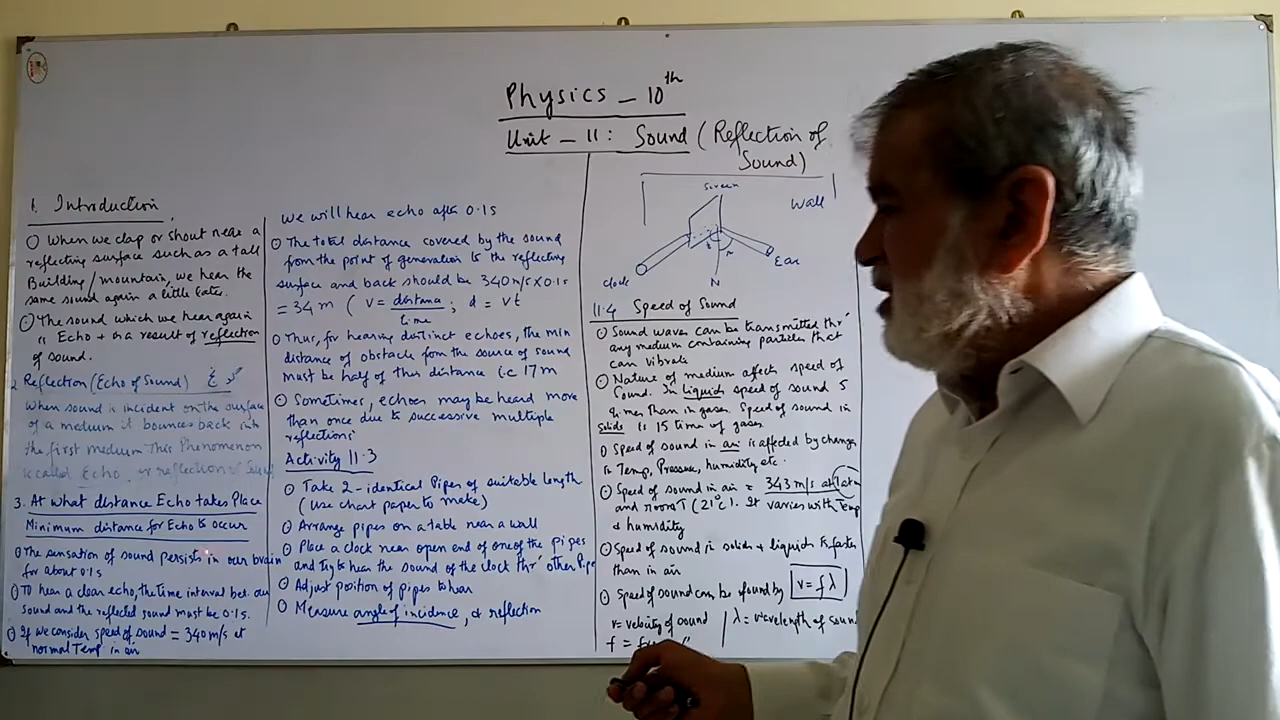 Physics - 10th
Unit - 11: Sound (Reflection of
Sound)
1. Introduction
When we clap or shout near a
reflecting surface such as a tall
Building/mountain, we hear the
same sound again a little later.
The sound which we hear again
is Echo + is a result of reflection
of sound.
2. Reflection (Echo of Sound)
When sound is incident on the surface
of a medium it bounces back into
the first medium This Phenomenon
is called Echo or reflection of Sound
3. At what distance Echo takes Place
Minimum distance for Echo to occur
The sensation of sound persists in our brain
for about 0.1s
To hear a clear echo, the Time interval bet. our
sound and the reflected sound must be 0.1s.
If we consider speed of sound = 340 m/s at
normal Temp in air
we will hear echo after 0.1s
The total distance covered by the sound
from the point of generation to the reflecting
surface and back should be 340 m/s x 0.1s
= 34 m ( v = distance / time ; d = vt
Thus, for hearing distinct echoes, the min
distance of obstacle from the source of sound
must be half of this distance i.e 17 m
Sometimes, echoes may be heard more
than once due to successive multiple
reflections
Activity 11.3
Take 2-identical Pipes of suitable length
(use chart paper to make)
Arrange pipes on a table near a wall
Place a clock near open end of one of the pipes
and try to hear the sound of the clock thr' other Pipe
Adjust position of pipes to hear
Measure angle of incidence, & reflection
Screen
Wall
i
r
Ear
clock
N
11.4 Speed of Sound
Sound waves can be transmitted thr'
any medium containing particles that
can vibrate
Nature of medium affect speed of
Sound. In liquids speed of sound 5
times than in gases. Speed of sound in
Solids is 15 time of gases
Speed of sound in air is affected by changes
in Temp, Pressure, humidity etc.
Speed of sound in air = 343 m/s at 1 atm
and room T (21°C). It varies with Temp
& humidity
Speed of sound in solids + liquids is faster
than in air
Speed of sound can be found by v = fλ
v = velocity of sound
λ = wavelength of sound
f =